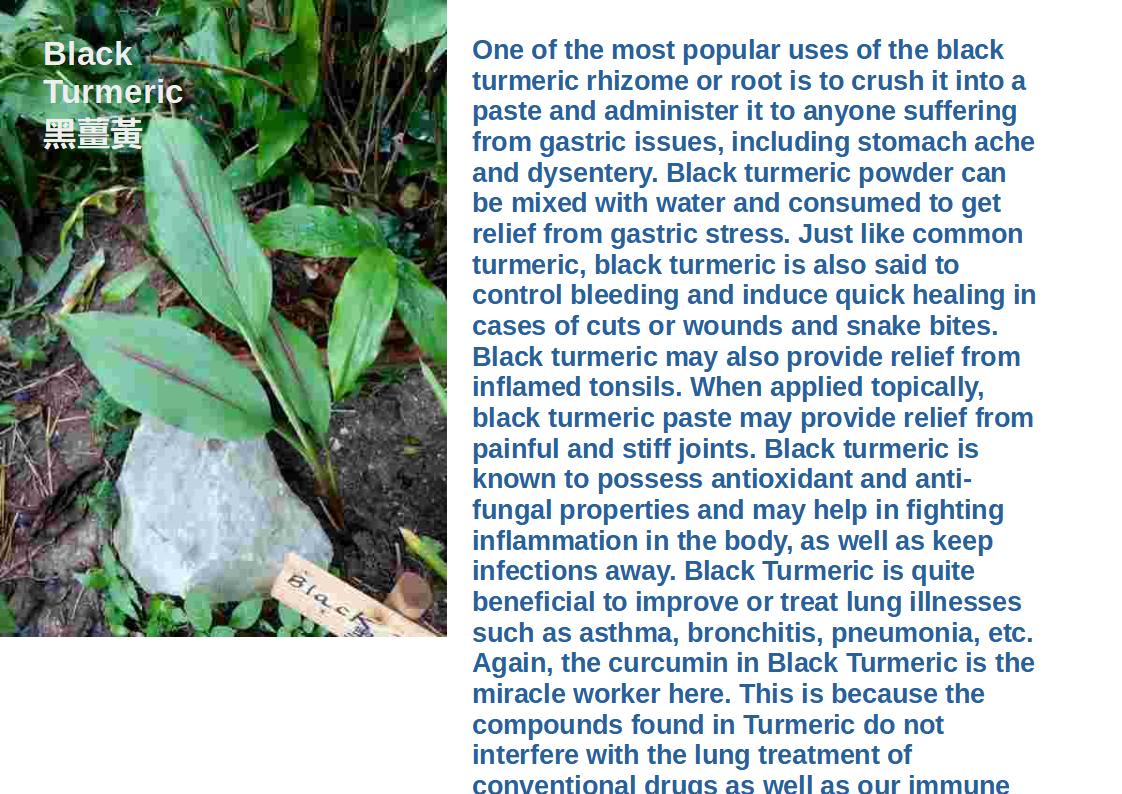 Black
Turmeric
黑薑黃
One of the most popular uses of the black
turmeric rhizome or root is to crush it into a
paste and administer it to anyone suffering
from gastric issues, including stomach ache
and dysentery. Black turmeric powder can
be mixed with water and consumed to get
relief from gastric stress. Just like common
turmeric, black turmeric is also said to
control bleeding and induce quick healing in
cases of cuts or wounds and snake bites.
Black turmeric may also provide relief from
inflamed tonsils. When applied topically,
black turmeric paste may provide relief from
painful and stiff joints. Black turmeric is
known to possess antioxidant and anti-
fungal properties and may help in fighting
inflammation in the body, as well as keep
infections away. Black Turmeric is quite
beneficial to improve or treat lung illnesses
such as asthma, bronchitis, pneumonia, etc.
Again, the curcumin in Black Turmeric is the
miracle worker here. This is because the
compounds found in Turmeric do not
interfere with the lung treatment of
conventional drugs as well as our immune
Black